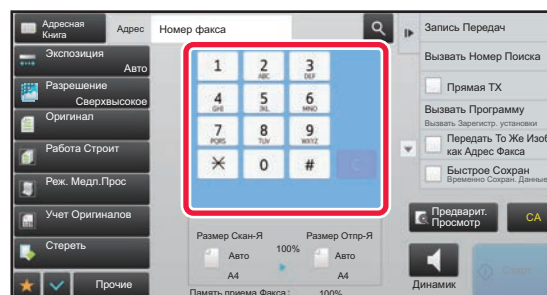 Адресная
Книга
Адрес
Номер факса
Экспозиция
Авто
Разрешение
Сверхвысокое
Оригинал
Работа Строит
Реж. Медл.Прос
Учет Оригиналов
Стереть
Прочие
1
2
ABC
3
DEF
4
GHI
5
JKL
6
MNO
7
PQRS
8
TUV
9
WXYZ
0
#
C
Размер Скан-Я
Авто
A4
100%
Размер Отпр-Я
Авто
A4
Память приема Факса :
100%
Запись Передач
Вызвать Номер Поиска
Прямая TX
Вызвать Программу
Вызвать Зарегистр. установки
Передать То Же Изоб
как Адрес Факса
Быстрое Сохран
Временно Сохран. Данные
Предварит.
Просмотр
CA
Динамик
Старт